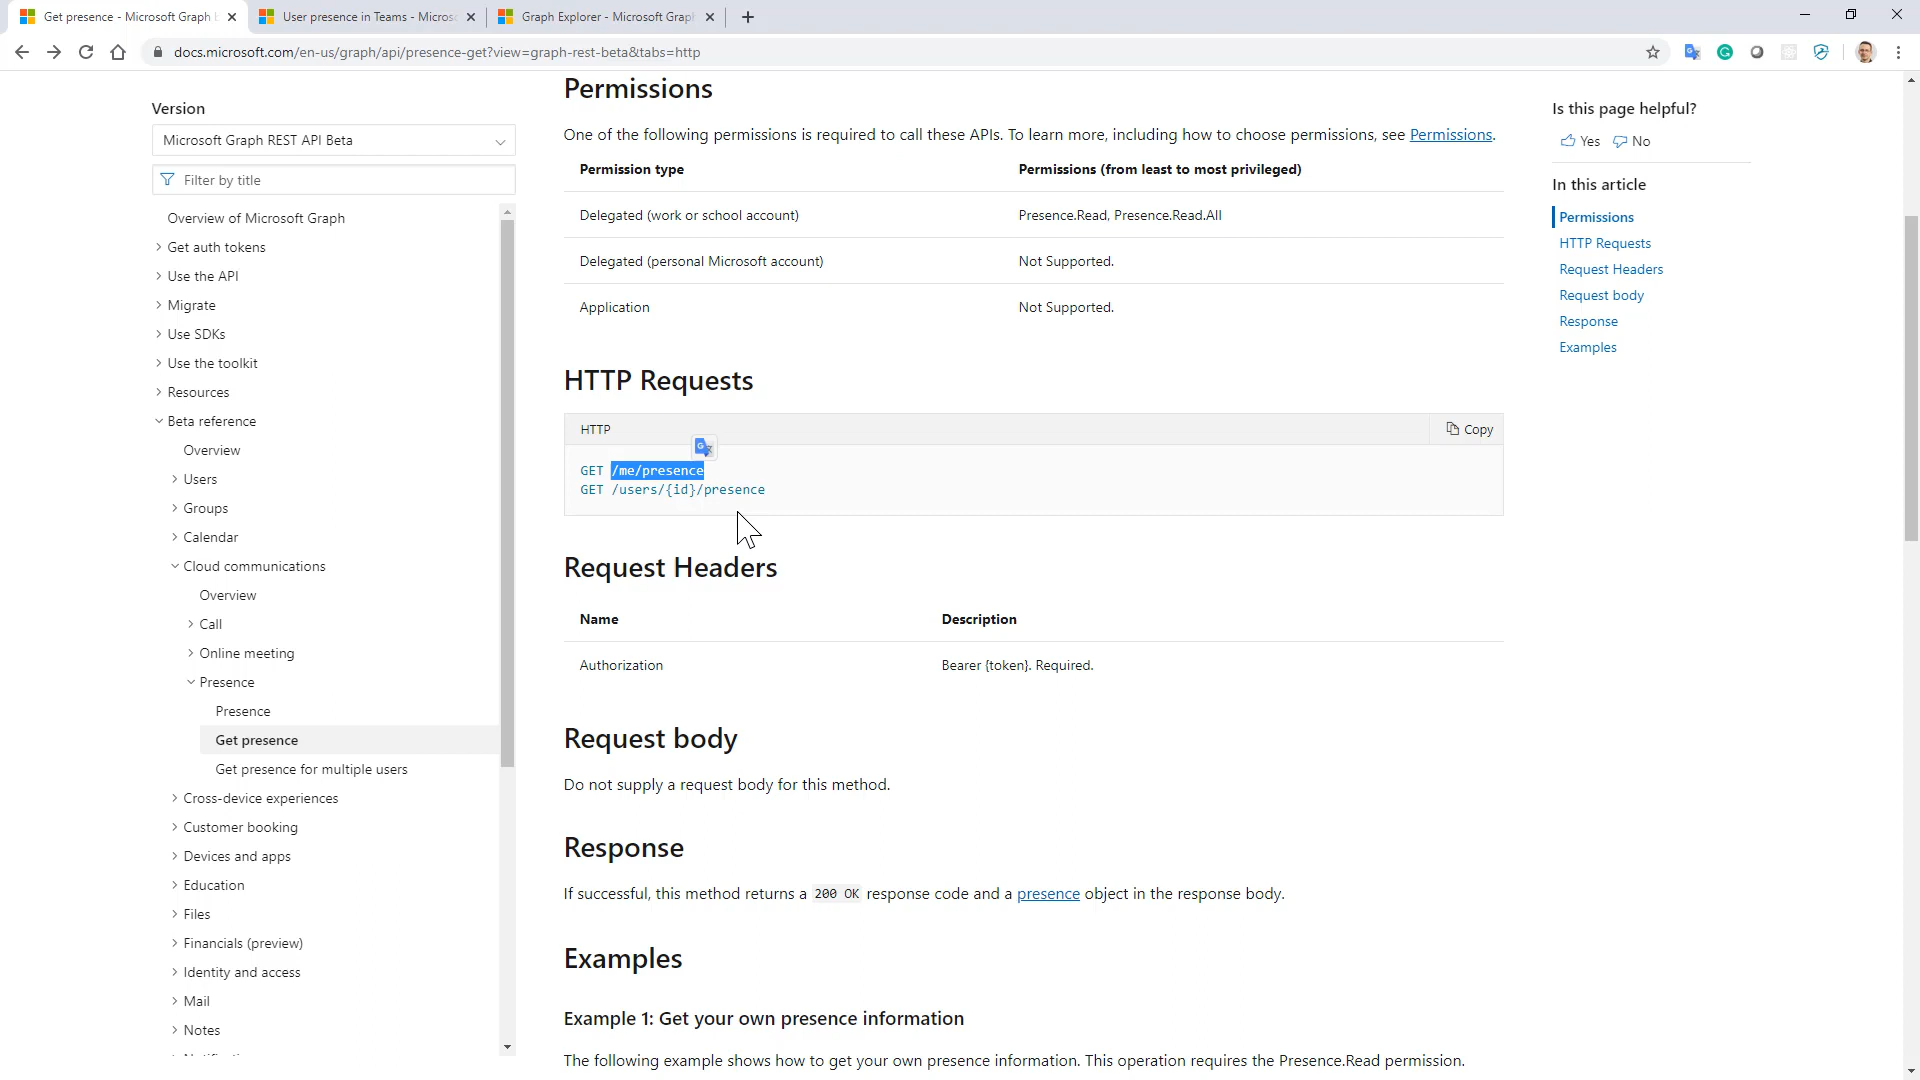 Get presence - Microsoft Graph
User presence in Teams - Micros
Graph Explorer - Microsoft Grap
docs.microsoft.com/en-us/graph/api/presence-get?view=graph-rest-beta&tabs=http
Version
Microsoft Graph REST API Beta
Filter by title
Overview of Microsoft Graph
Get auth tokens
Use the API
Migrate
Use SDKs
Use the toolkit
Resources
Beta reference
Overview
Users
Groups
Calendar
Cloud communications
Overview
Call
Online meeting
Presence
Presence
Get presence
Get presence for multiple users
Cross-device experiences
Customer booking
Devices and apps
Education
Files
Financials (preview)
Identity and access
Mail
Notes
Permissions
One of the following permissions is required to call these APIs. To learn more, including how to choose permissions, see Permissions.
Permission type Permissions (from least to most privileged)
Delegated (work or school account) Presence.Read, Presence.Read.All
Delegated (personal Microsoft account) Not Supported.
Application Not Supported.
HTTP Requests
HTTP Copy
GET /me/presence
GET /users/{id}/presence
Request Headers
Name Description
Authorization Bearer {token}. Required.
Request body
Do not supply a request body for this method.
Response
If successful, this method returns a 200 OK response code and a presence object in the response body.
Examples
Example 1: Get your own presence information
The following example shows how to get your own presence information. This operation requires the Presence.Read permission.
Is this page helpful?
Yes No
In this article
Permissions
HTTP Requests
Request Headers
Request body
Response
Examples